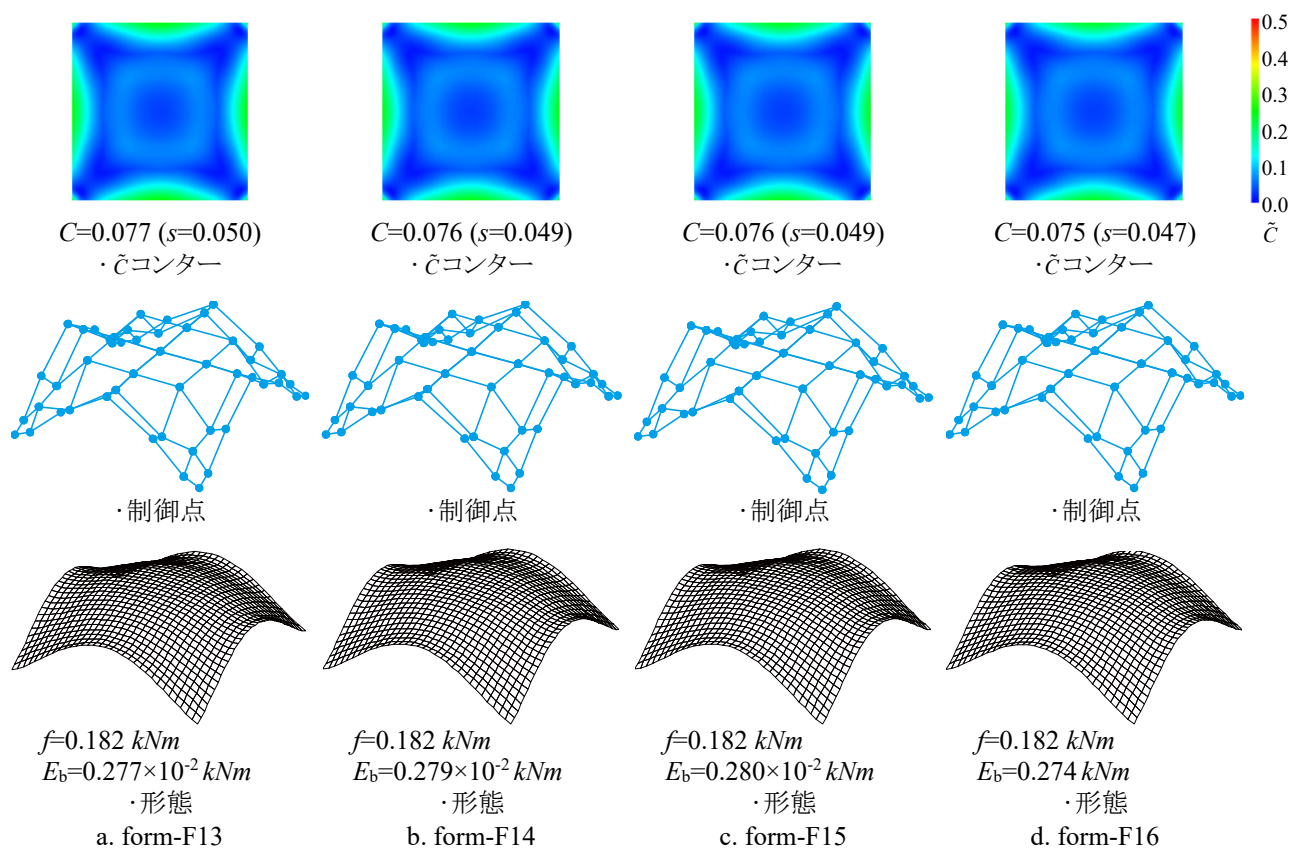 0.5
0.4
0.3
0.2
0.1
0.0
c̃
C=0.077 (s=0.050)
C=0.076 (s=0.049)
C=0.076 (s=0.049)
C=0.075 (s=0.047)
・c̃コンター
・c̃コンター
・c̃コンター
・c̃コンター
・制御点
・制御点
・制御点
・制御点
f=0.182 kNm
E_b=0.277×10^-2 kNm
・形態
a. form-F13
f=0.182 kNm
E_b=0.279×10^-2 kNm
・形態
b. form-F14
f=0.182 kNm
E_b=0.280×10^-2 kNm
・形態
c. form-F15
f=0.182 kNm
E_b=0.274 kNm
・形態
d. form-F16